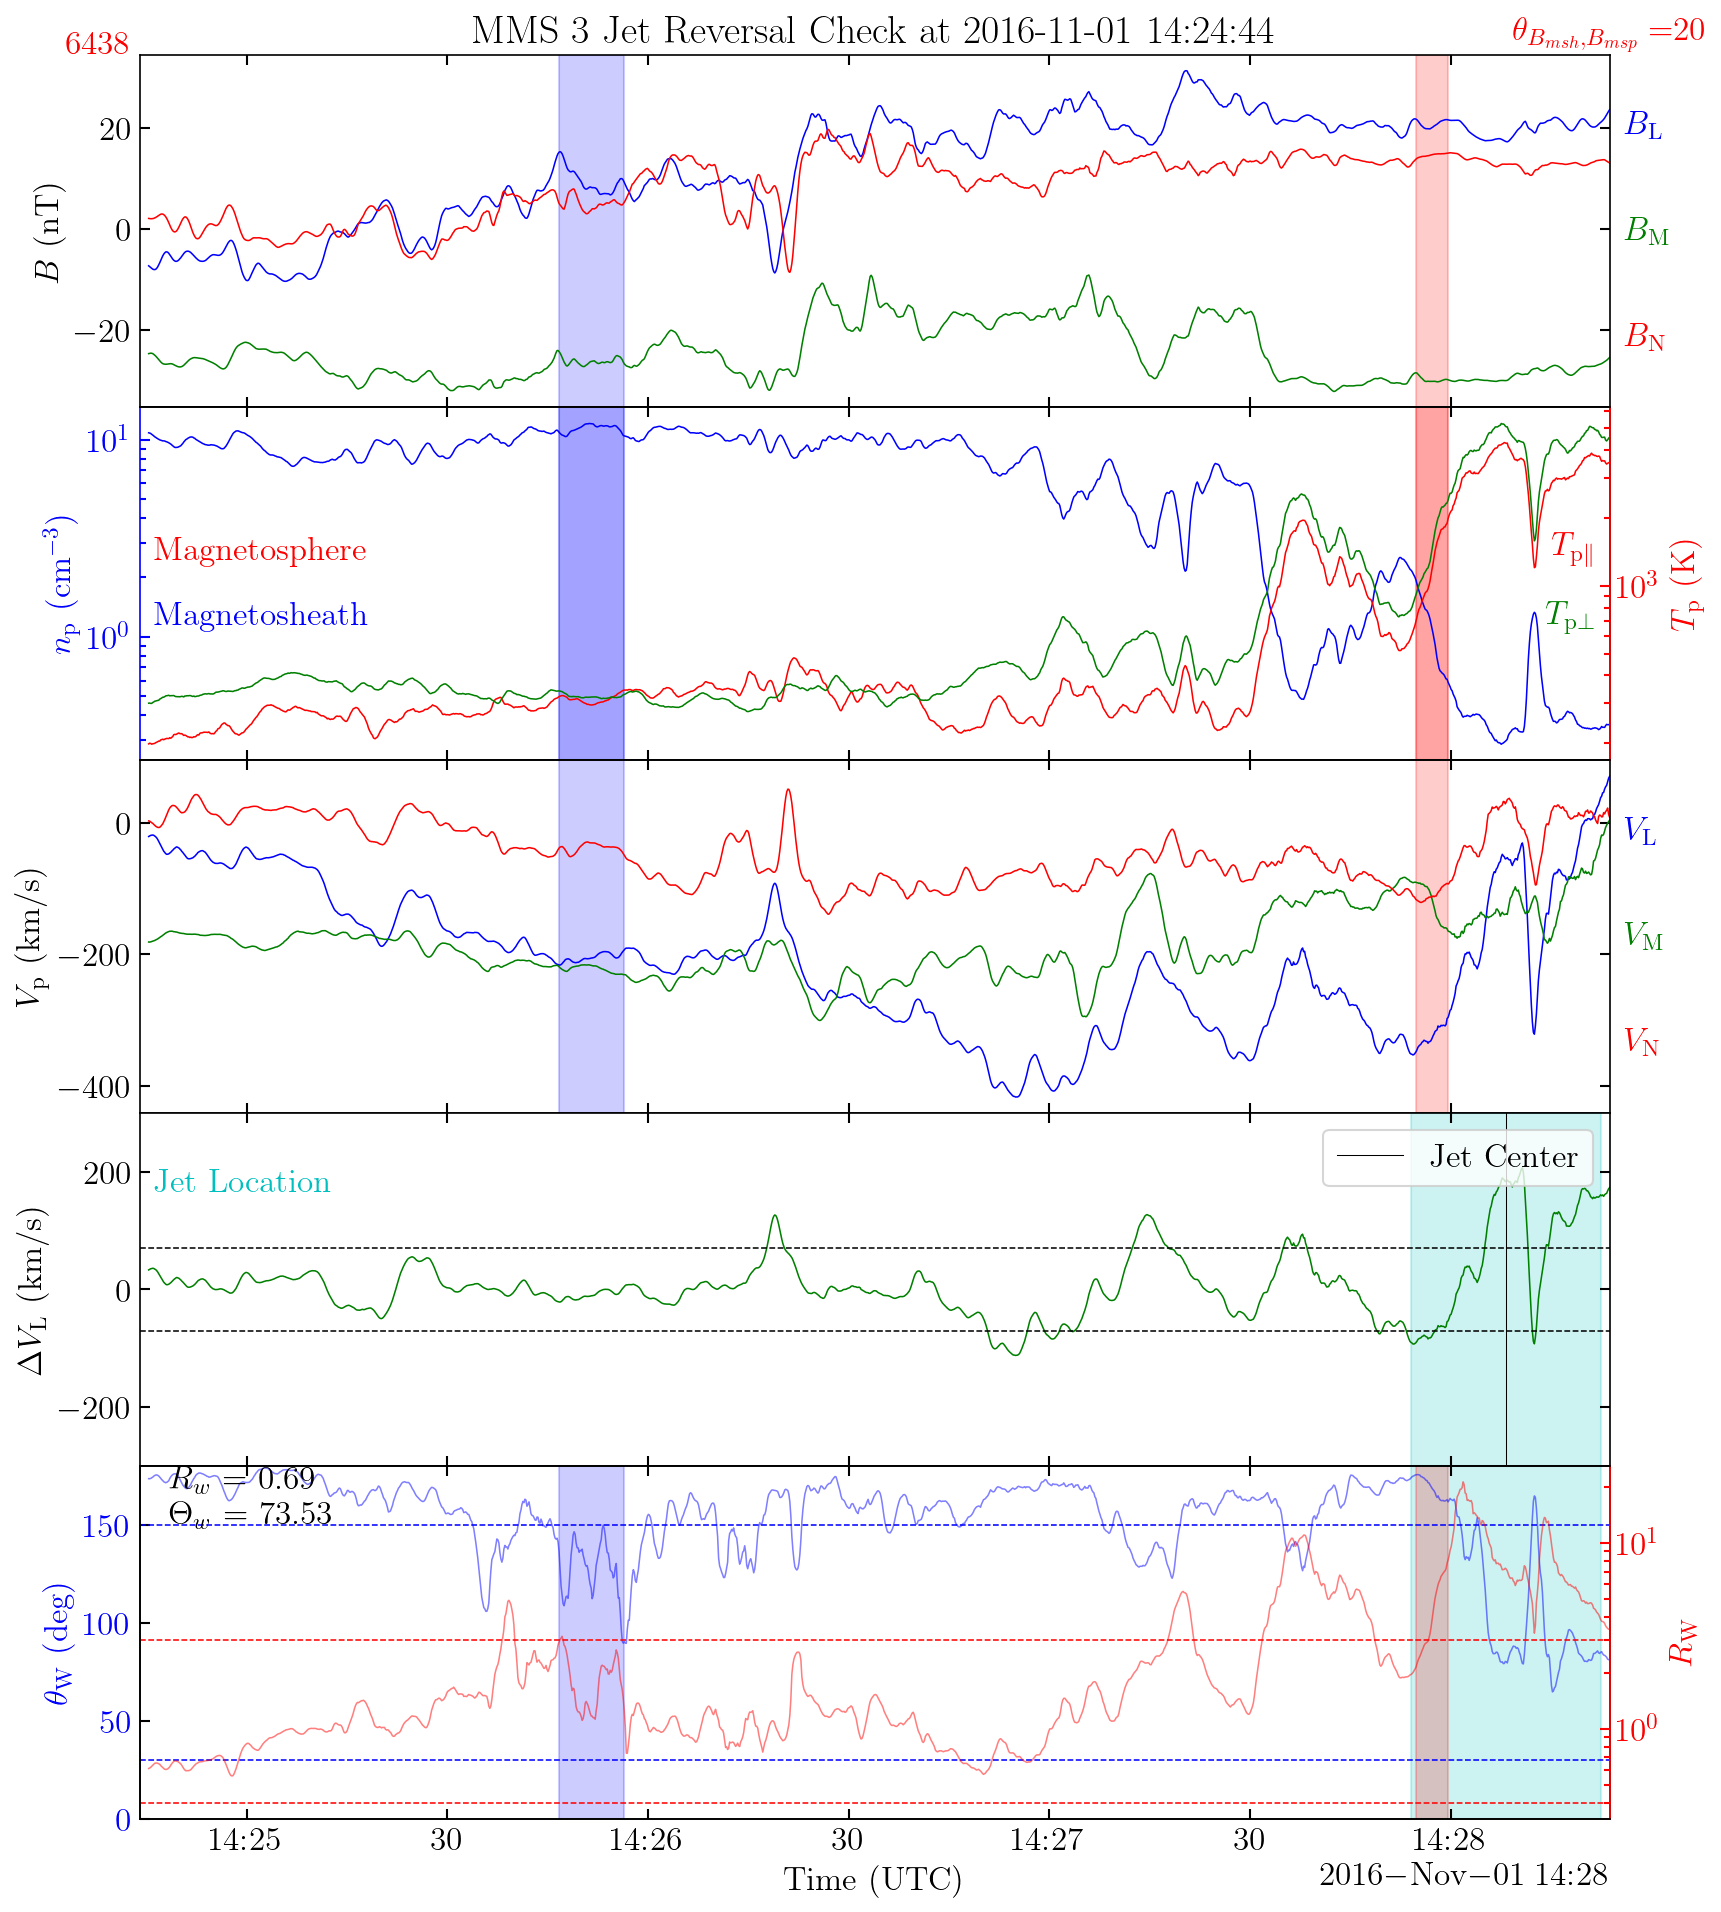 MMS 3 Jet Reversal Check at 2016-11-01 14:24:44
6438
θ_{B_{msh},B_{msp}} =20
20
0
−20
B (nT)
B_L
B_M
B_N
10^1
10^0
n_p (cm^{−3})
Magnetosphere
Magnetosheath
T_{p∥}
T_{p⊥}
10^3
T_p (K)
0
−200
−400
V_p (km/s)
V_L
V_M
V_N
200
0
−200
ΔV_L (km/s)
Jet Location
Jet Center
R_w = 0.69
Θ_w = 73.53
150
100
50
0
θ_W (deg)
10^1
10^0
R_W
14:25 30 14:26 30 14:27 30 14:28
Time (UTC)
2016−Nov−01 14:28